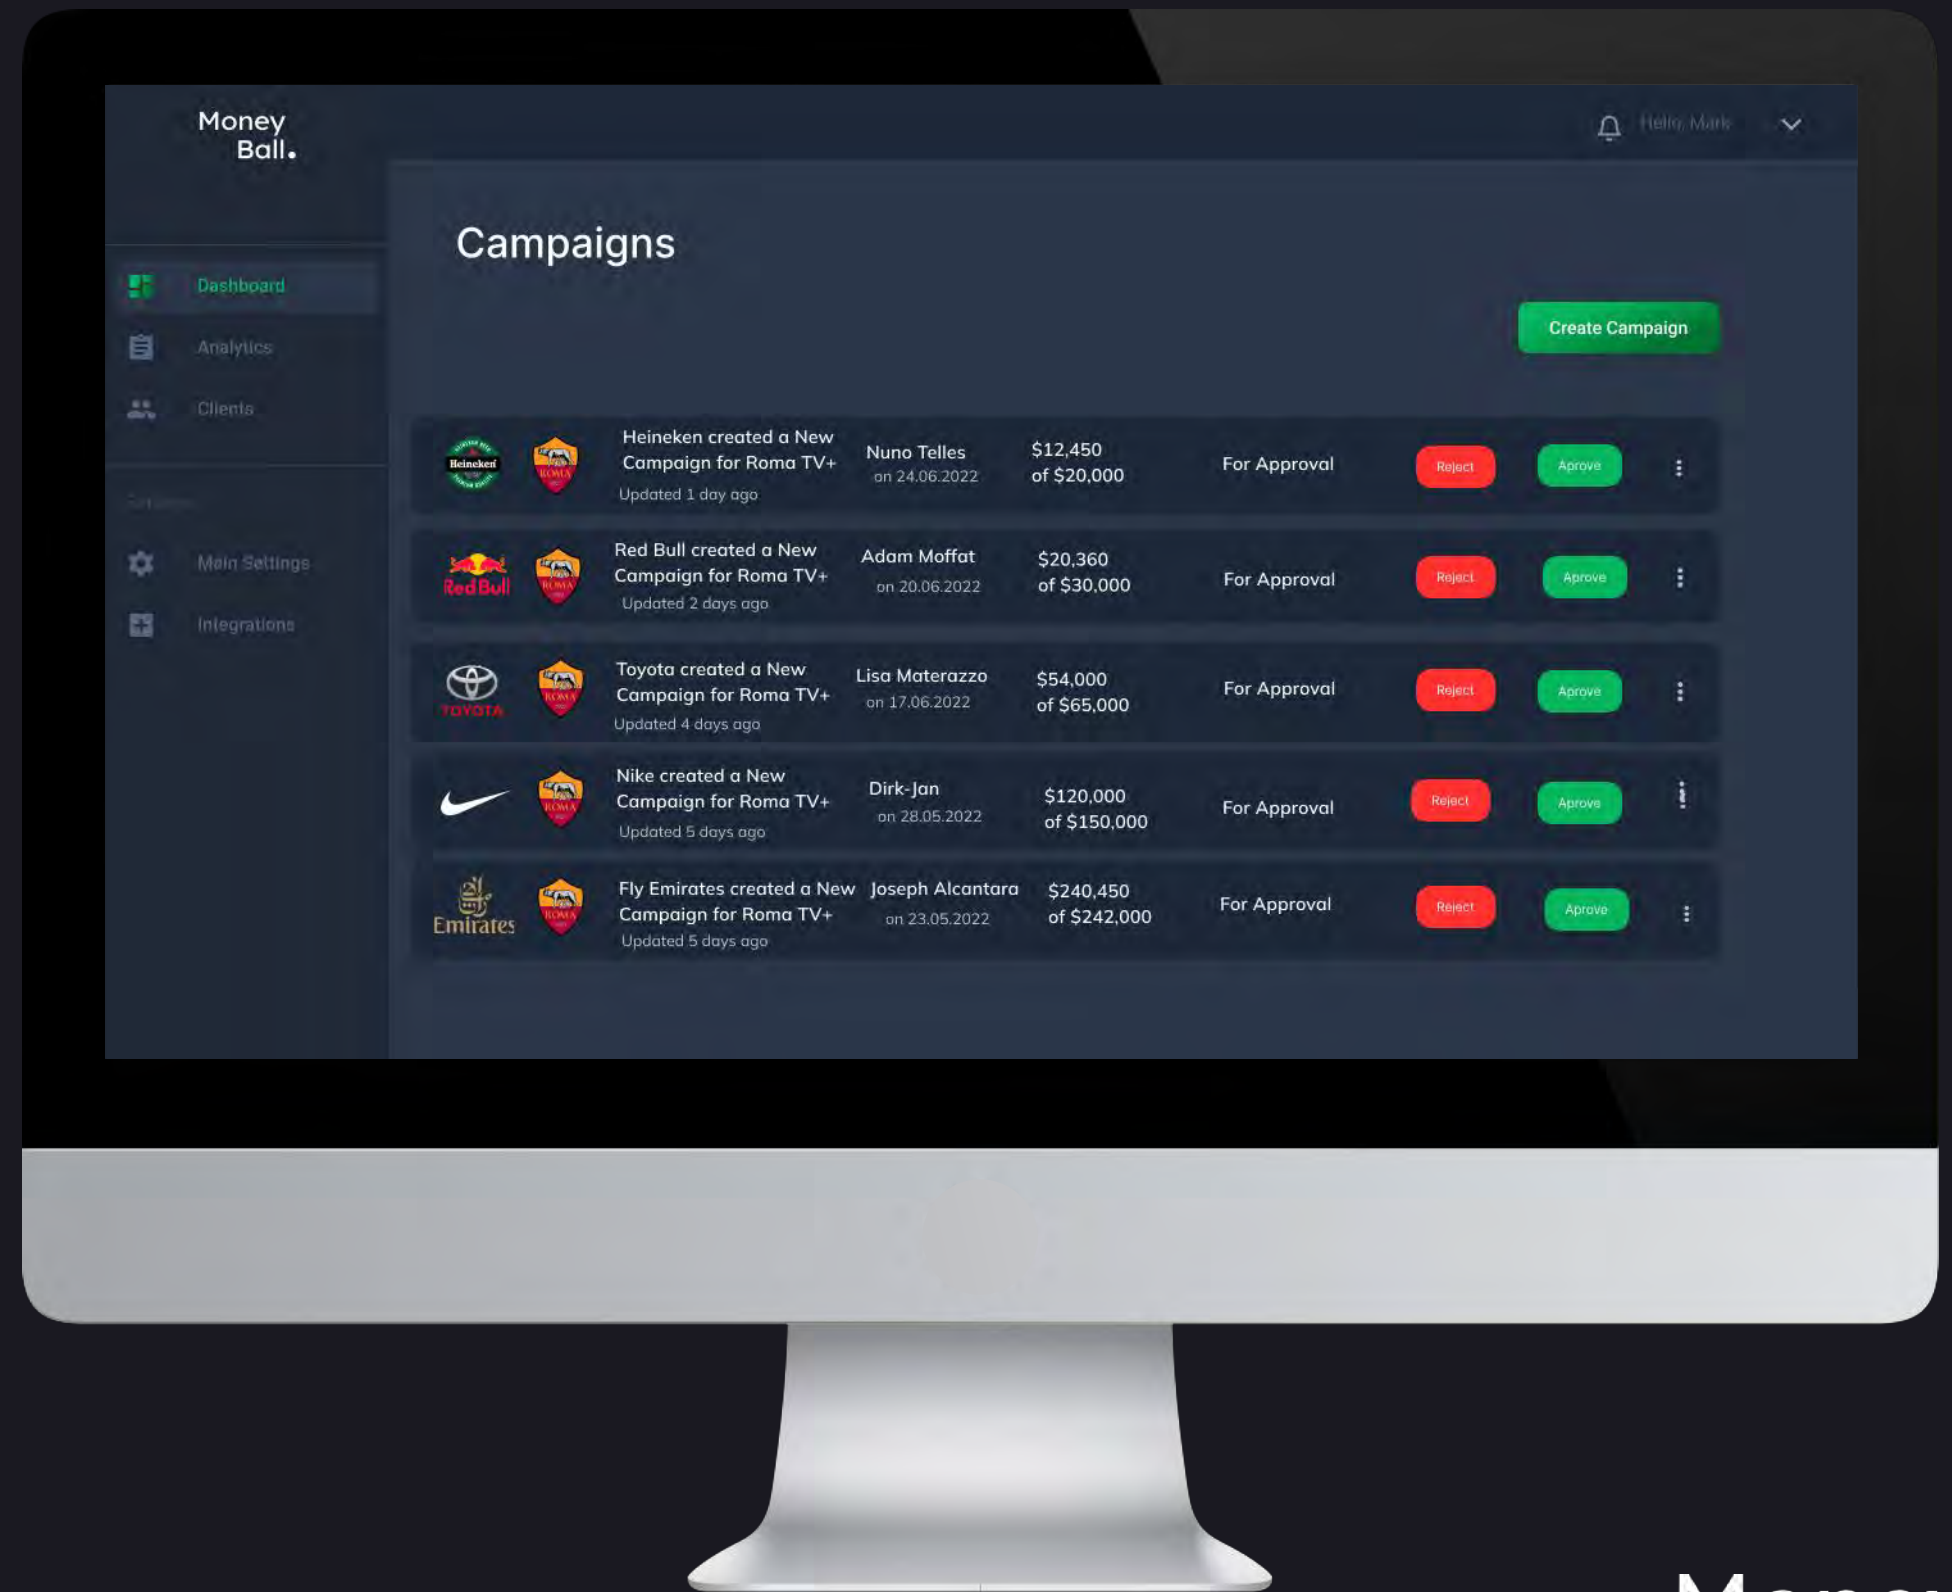 Money
Ball.
Hello, Mark
Campaigns
Dashboard
Analytics
Clients
Create Campaign
Main Settings
Integrations
Heineken
ROMA
Heineken created a New
Campaign for Roma TV+
Updated 1 day ago
Nuno Telles
on 24.06.2022
$12,450
of $20,000
For Approval
Reject
Aprove
Red Bull
ROMA
Red Bull created a New
Campaign for Roma TV+
Updated 2 days ago
Adam Moffat
on 20.06.2022
$20,360
of $30,000
For Approval
Reject
Aprove
TOYOTA
ROMA
Toyota created a New
Campaign for Roma TV+
Updated 4 days ago
Lisa Materazzo
on 17.06.2022
$54,000
of $65,000
For Approval
Reject
Aprove
ROMA
Nike created a New
Campaign for Roma TV+
Updated 5 days ago
Dirk-Jan
on 28.05.2022
$120,000
of $150,000
For Approval
Reject
Aprove
Emirates
ROMA
Fly Emirates created a New
Campaign for Roma TV+
Updated 5 days ago
Joseph Alcantara
on 23.05.2022
$240,450
of $242,000
For Approval
Reject
Aprove